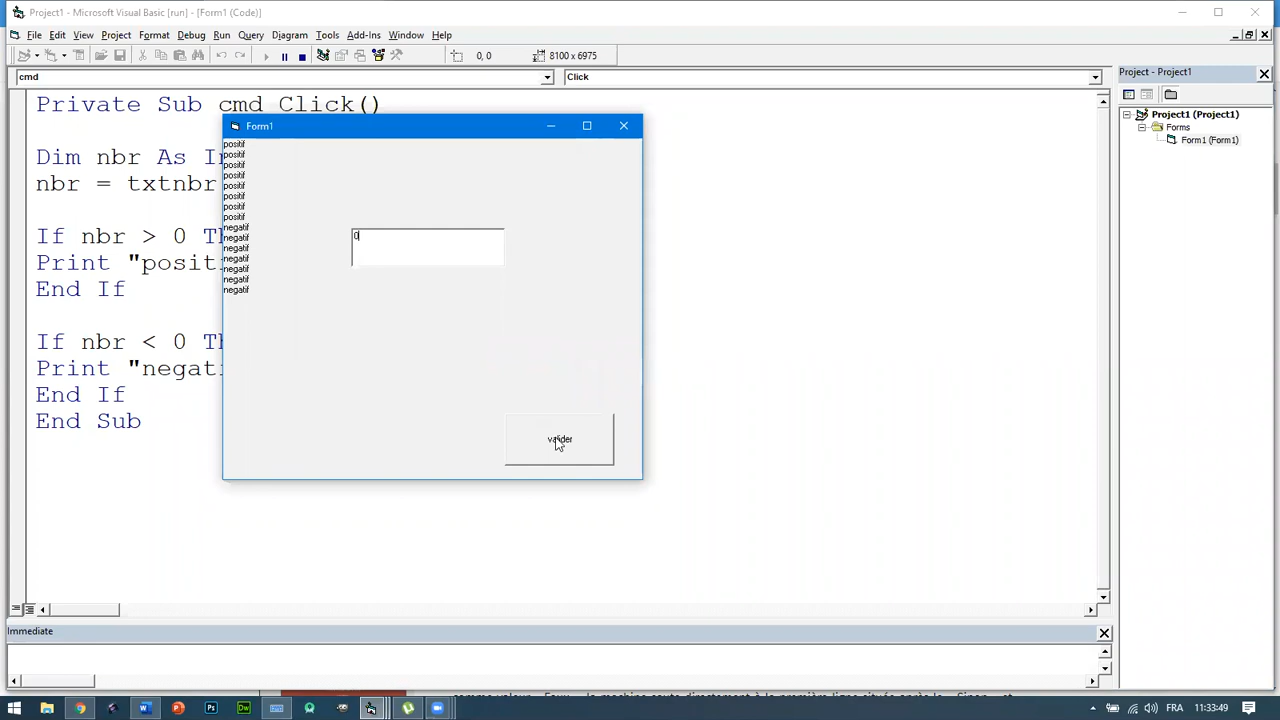 Project1 - Microsoft Visual Basic [run] - [Form1 (Code)]
File Edit View Project Format Debug Run Query Diagram Tools Add-Ins Window Help
0, 0 8100 x 6975
cmd Click
Project - Project1
Project1 (Project1)
Forms
Form1 (Form1)
Private Sub cmd_Click()
Dim nbr As In
nbr = txtnbr
If nbr > 0 Th
Print "positi
End If
If nbr < 0 Th
Print "negati
End If
End Sub
Form1
positif
positif
positif
positif
positif
positif
positif
positif
negatif
negatif
negatif
negatif
negatif
negatif
negatif
0
valider
Immediate
FRA 11:33:49